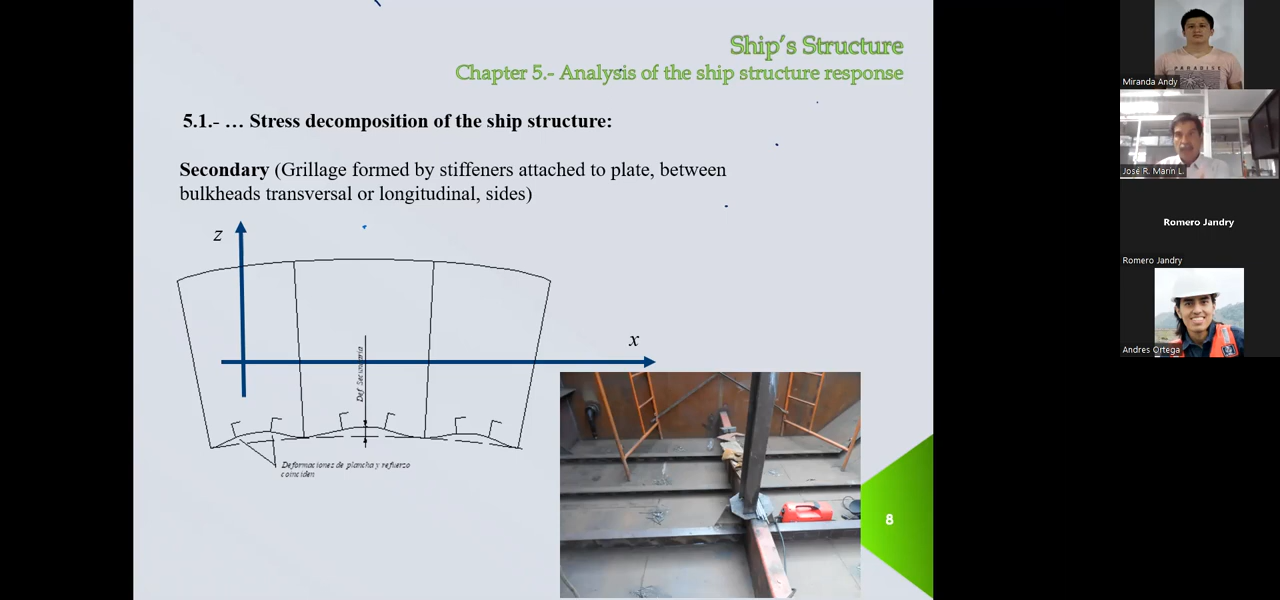 Ship's Structure
Chapter 5.- Analysis of the ship structure response
5.1.- … Stress decomposition of the ship structure:
Secondary (Grillage formed by stiffeners attached to plate, between
bulkheads transversal or longitudinal, sides)
z
x
Def Secundaria
Deformaciones de plancha y refuerzo
coinciden
8
PARADISE
Miranda Andy
José R. Marín L.
Romero Jandry
Romero Jandry
Andres Ortega